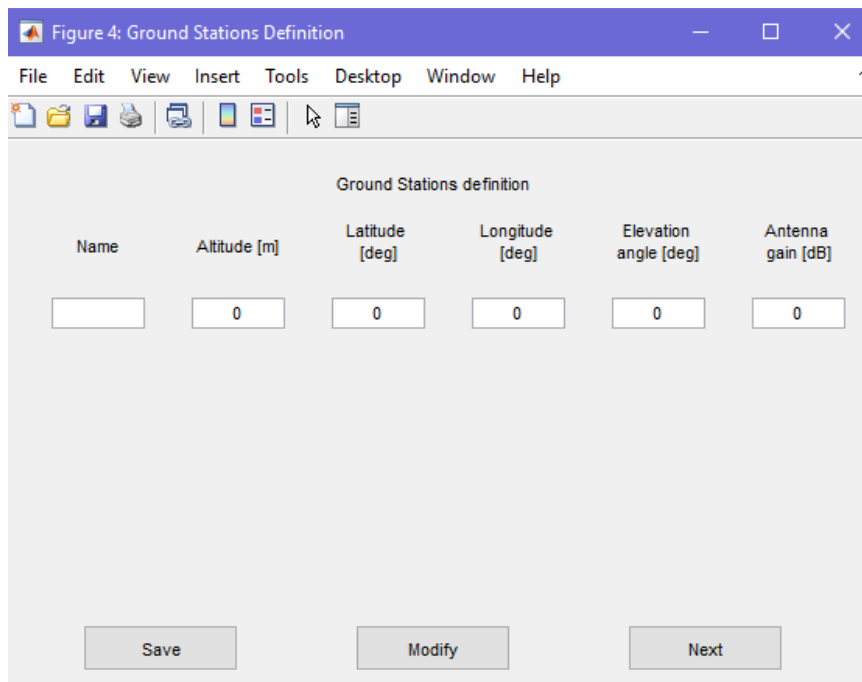 Figure 4: Ground Stations Definition
File Edit View Insert Tools Desktop Window Help
Ground Stations definition
Name Altitude [m] Latitude [deg] Longitude [deg] Elevation angle [deg] Antenna gain [dB]
0 0 0 0 0
Save Modify Next